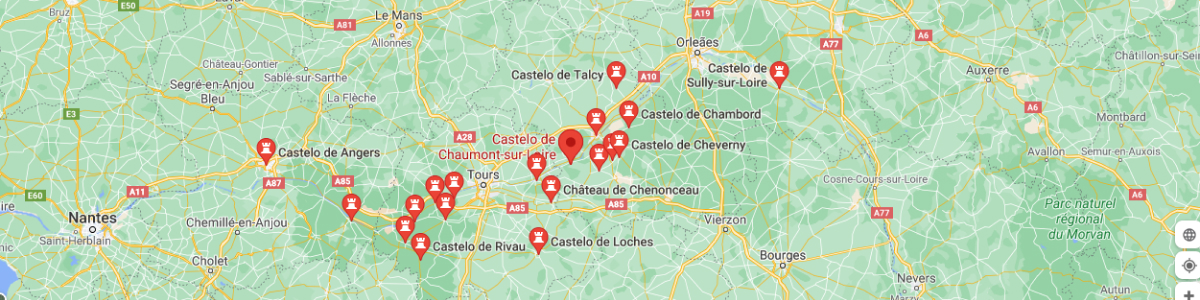 Bruz
E50
Laval
A81
Le Mans
Allonnes
A19
Orleães
A77
A6
Auxerre
Châtillon-sur-Seine
Château-Gontier
Sablé-sur-Sarthe
Segré-en-Anjou
Bleu
La Flèche
Castelo de Talcy
A10
Castelo de
Sully-sur-Loire
E3
Castelo de Chambord
A6
Montbard
A28
Castelo de
Chaumont-sur-Loire
Castelo de Cheverny
Avallon
Semur-en-Auxois
Castelo de Angers
A87
A85
Tours
Château de Chenonceau
Cosne-Cours-sur-Loire
A11
E62
Nantes
Saint-Herblain
Chemillé-en-Anjou
A85
A85
Vierzon
A77
A6
Parc naturel
régional
du Morvan
Castelo de Rivau
Castelo de Loches
Cholet
Bourges
Nevers
Autun